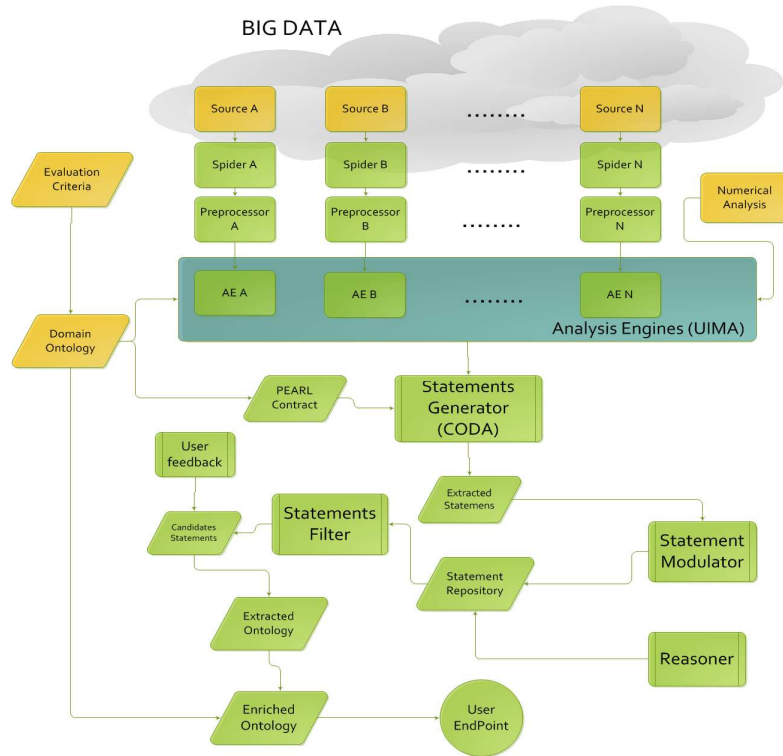 BIG DATA
Source A
Source B
........
Source N
Spider A
Spider B
........
Spider N
Evaluation
Criteria
Numerical
Analysis
Preprocessor
A
Preprocessor
B
........
Preprocessor
N
AE A
AE B
........
AE N
Analysis Engines (UIMA)
Domain
Ontology
PEARL
Contract
Statements
Generator
(CODA)
User
feedback
Extracted
Statemens
Candidates
Statements
Statements
Filter
Statement
Modulator
Statement
Repository
Extracted
Ontology
Reasoner
Enriched
Ontology
User
EndPoint